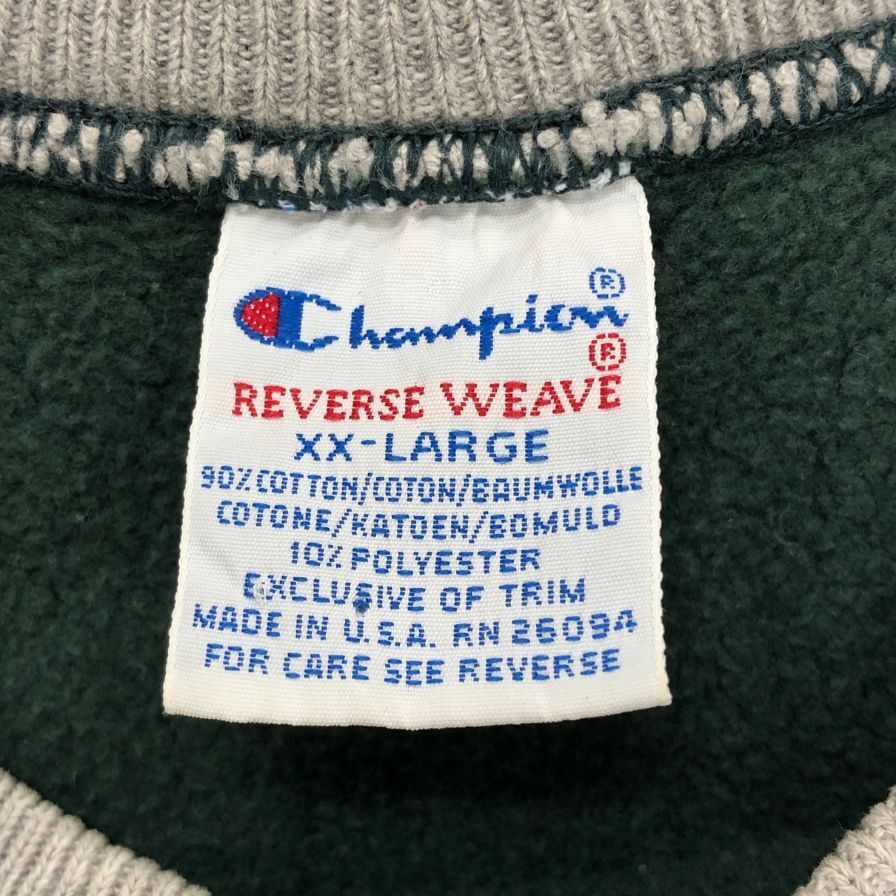 Champion®
REVERSE WEAVE®
XX-LARGE
90% COTTON/COTON/BAUMWOLLE
COTONE/KATOEN/BOMULD
10% POLYESTER
EXCLUSIVE OF TRIM
MADE IN U.S.A. RN 26094
FOR CARE SEE REVERSE